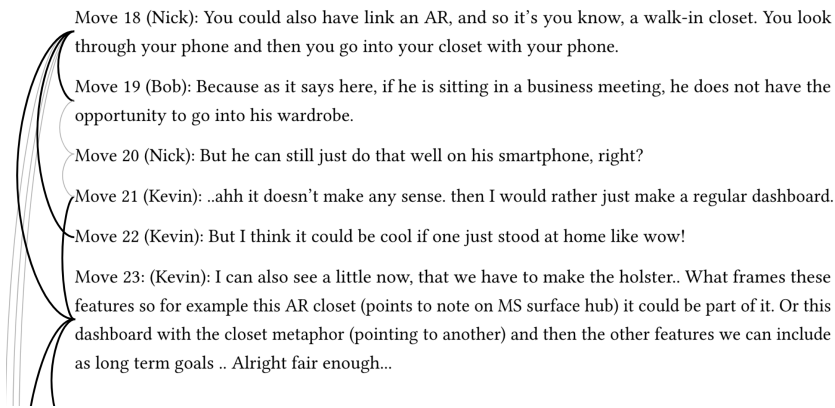 Move 18 (Nick): You could also have link an AR, and so it’s you know, a walk-in closet. You look
through your phone and then you go into your closet with your phone.
Move 19 (Bob): Because as it says here, if he is sitting in a business meeting, he does not have the
opportunity to go into his wardrobe.
Move 20 (Nick): But he can still just do that well on his smartphone, right?
Move 21 (Kevin): ..ahh it doesn’t make any sense. then I would rather just make a regular dashboard.
Move 22 (Kevin): But I think it could be cool if one just stood at home like wow!
Move 23: (Kevin): I can also see a little now, that we have to make the holster.. What frames these
features so for example this AR closet (points to note on MS surface hub) it could be part of it. Or this
dashboard with the closet metaphor (pointing to another) and then the other features we can include
as long term goals .. Alright fair enough...